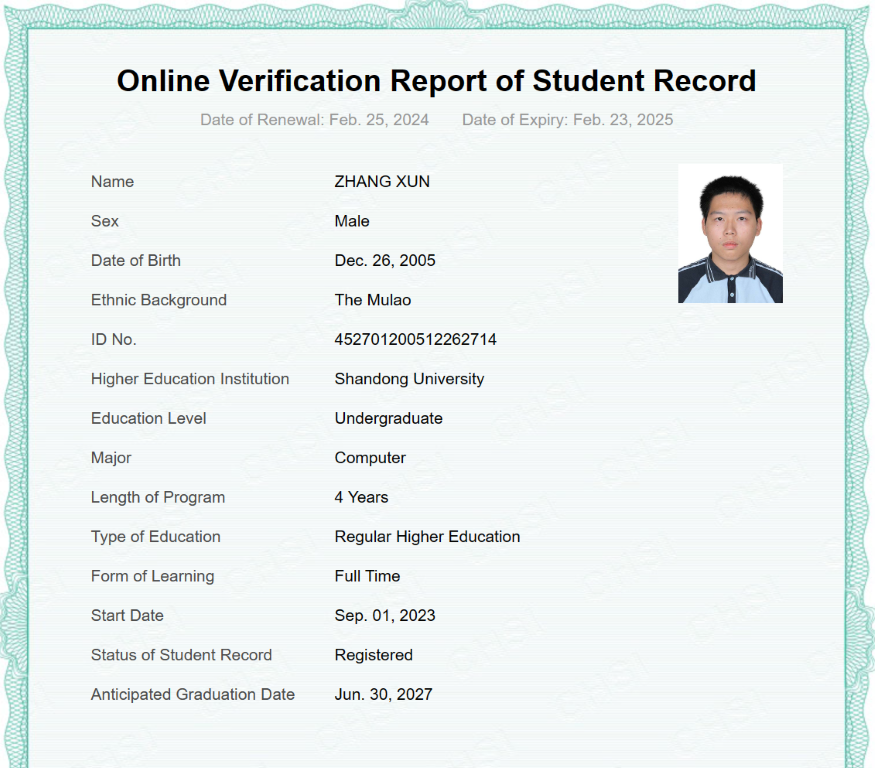 Online Verification Report of Student Record
Date of Renewal: Feb. 25, 2024 Date of Expiry: Feb. 23, 2025
Name ZHANG XUN
Sex Male
Date of Birth Dec. 26, 2005
Ethnic Background The Mulao
ID No. 452701200512262714
Higher Education Institution Shandong University
Education Level Undergraduate
Major Computer
Length of Program 4 Years
Type of Education Regular Higher Education
Form of Learning Full Time
Start Date Sep. 01, 2023
Status of Student Record Registered
Anticipated Graduation Date Jun. 30, 2027
CHSI